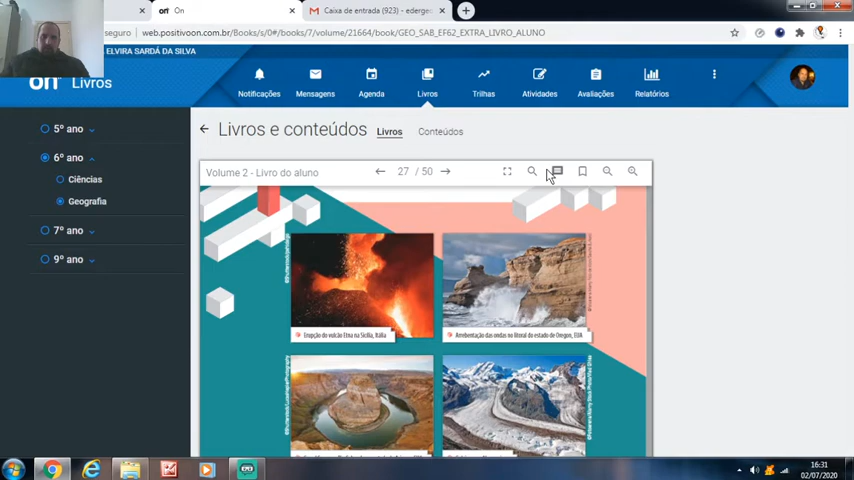 On
Caixa de entrada (923) - ederge
seguro
web.positivoon.com.br/Books/s/0#/books/7/volume/21664/book/GEO_SAB_EF62_EXTRA_LIVRO_ALUNO
ELVIRA SARDÁ DA SILVA
on!
Livros
Notificações
Mensagens
Agenda
Livros
Trilhas
Atividades
Avaliações
Relatórios
5º ano
6º ano
Ciências
Geografia
7º ano
9º ano
Livros e conteúdos
Livros
Conteúdos
Volume 2 - Livro do aluno
27 / 50
Erupção do vulcão Etna na Sicília, Itália
Arrebentação das ondas no litoral do estado de Oregon, EUA
16:31
02/07/2020